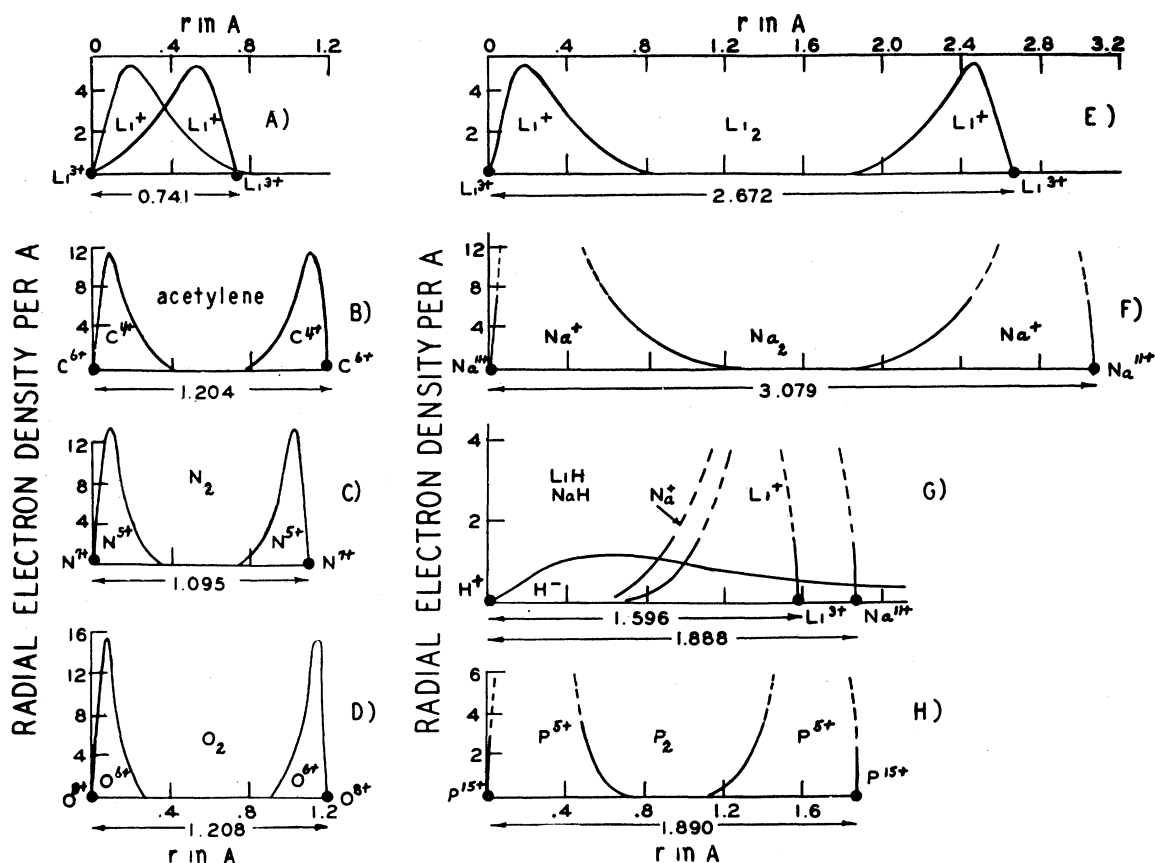 r in A
0 .4 .8 1.2
4
2
Li⁺ Li⁺
A)
Li³⁺ Li³⁺
0.741
r in A
0 .4 .8 1.2 1.6 2.0 2.4 2.8 3.2
4
2
Li⁺ Li₂ Li⁺
E)
Li³⁺ Li³⁺
2.672
RADIAL ELECTRON DENSITY PER A
12
8
4
acetylene
B)
C⁴⁺ C⁴⁺
C⁶⁺ C⁶⁺
1.204
RADIAL ELECTRON DENSITY PER A
12
8
4
F)
Na⁺ Na₂ Na⁺
Na¹¹⁺ Na¹¹⁺
3.079
12
8
4
N₂
C)
N⁵⁺ N⁵⁺
N⁷⁺ N⁷⁺
1.095
4
2
LiH
NaH
Na⁺ Li⁺
G)
H⁺ H⁻
Li³⁺ Na¹¹⁺
1.596
1.888
16
12
8
4
O₂
D)
O⁶⁺ O⁶⁺
O⁸⁺ O⁸⁺
.4 .8 1.2
1.208
r in A
6
4
2
P⁵⁺ P₂ P⁵⁺
H)
P¹⁵⁺ P¹⁵⁺
.4 .8 1.2 1.6
1.890
r in A